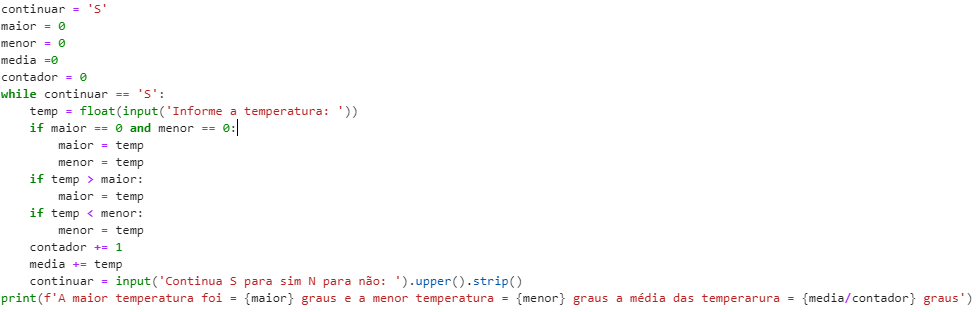 continuar = 'S'
maior = 0
menor = 0
media =0
contador = 0
while continuar == 'S':
    temp = float(input('Informe a temperatura: '))
    if maior == 0 and menor == 0:
        maior = temp
        menor = temp
    if temp > maior:
        maior = temp
    if temp < menor:
        menor = temp
    contador += 1
    media += temp
    continuar = input('Continua S para sim N para não: ').upper().strip()
print(f'A maior temperatura foi = {maior} graus e a menor temperatura = {menor} graus a média das temperarura = {media/contador} graus')